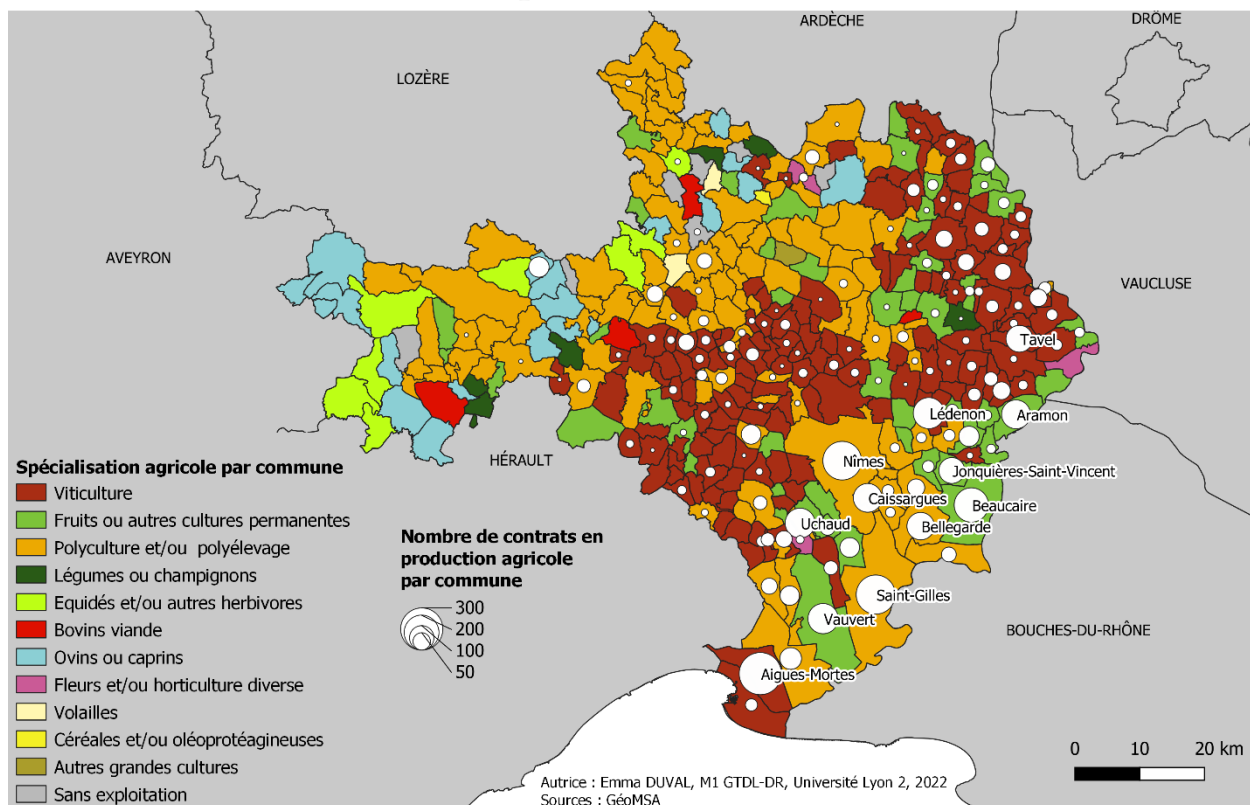 ARDÈCHE
DRÔME
LOZÈRE
AVEYRON
VAUCLUSE
Tavel
Lédenon
Aramon
HÉRAULT
Nîmes
Jonquières-Saint-Vincent
Caissargues
Beaucaire
Uchaud
Bellegarde
Saint-Gilles
Vauvert
BOUCHES-DU-RHÔNE
Aigues-Mortes
Spécialisation agricole par commune
Viticulture
Fruits ou autres cultures permanentes
Polyculture et/ou polyélevage
Légumes ou champignons
Equidés et/ou autres herbivores
Bovins viande
Ovins ou caprins
Fleurs et/ou horticulture diverse
Volailles
Céréales et/ou oléoprotéagineuses
Autres grandes cultures
Sans exploitation
Nombre de contrats en
production agricole
par commune
300
200
100
50
0 10 20 km
Autrice : Emma DUVAL, M1 GTDL-DR, Université Lyon 2, 2022
Sources : GéoMSA